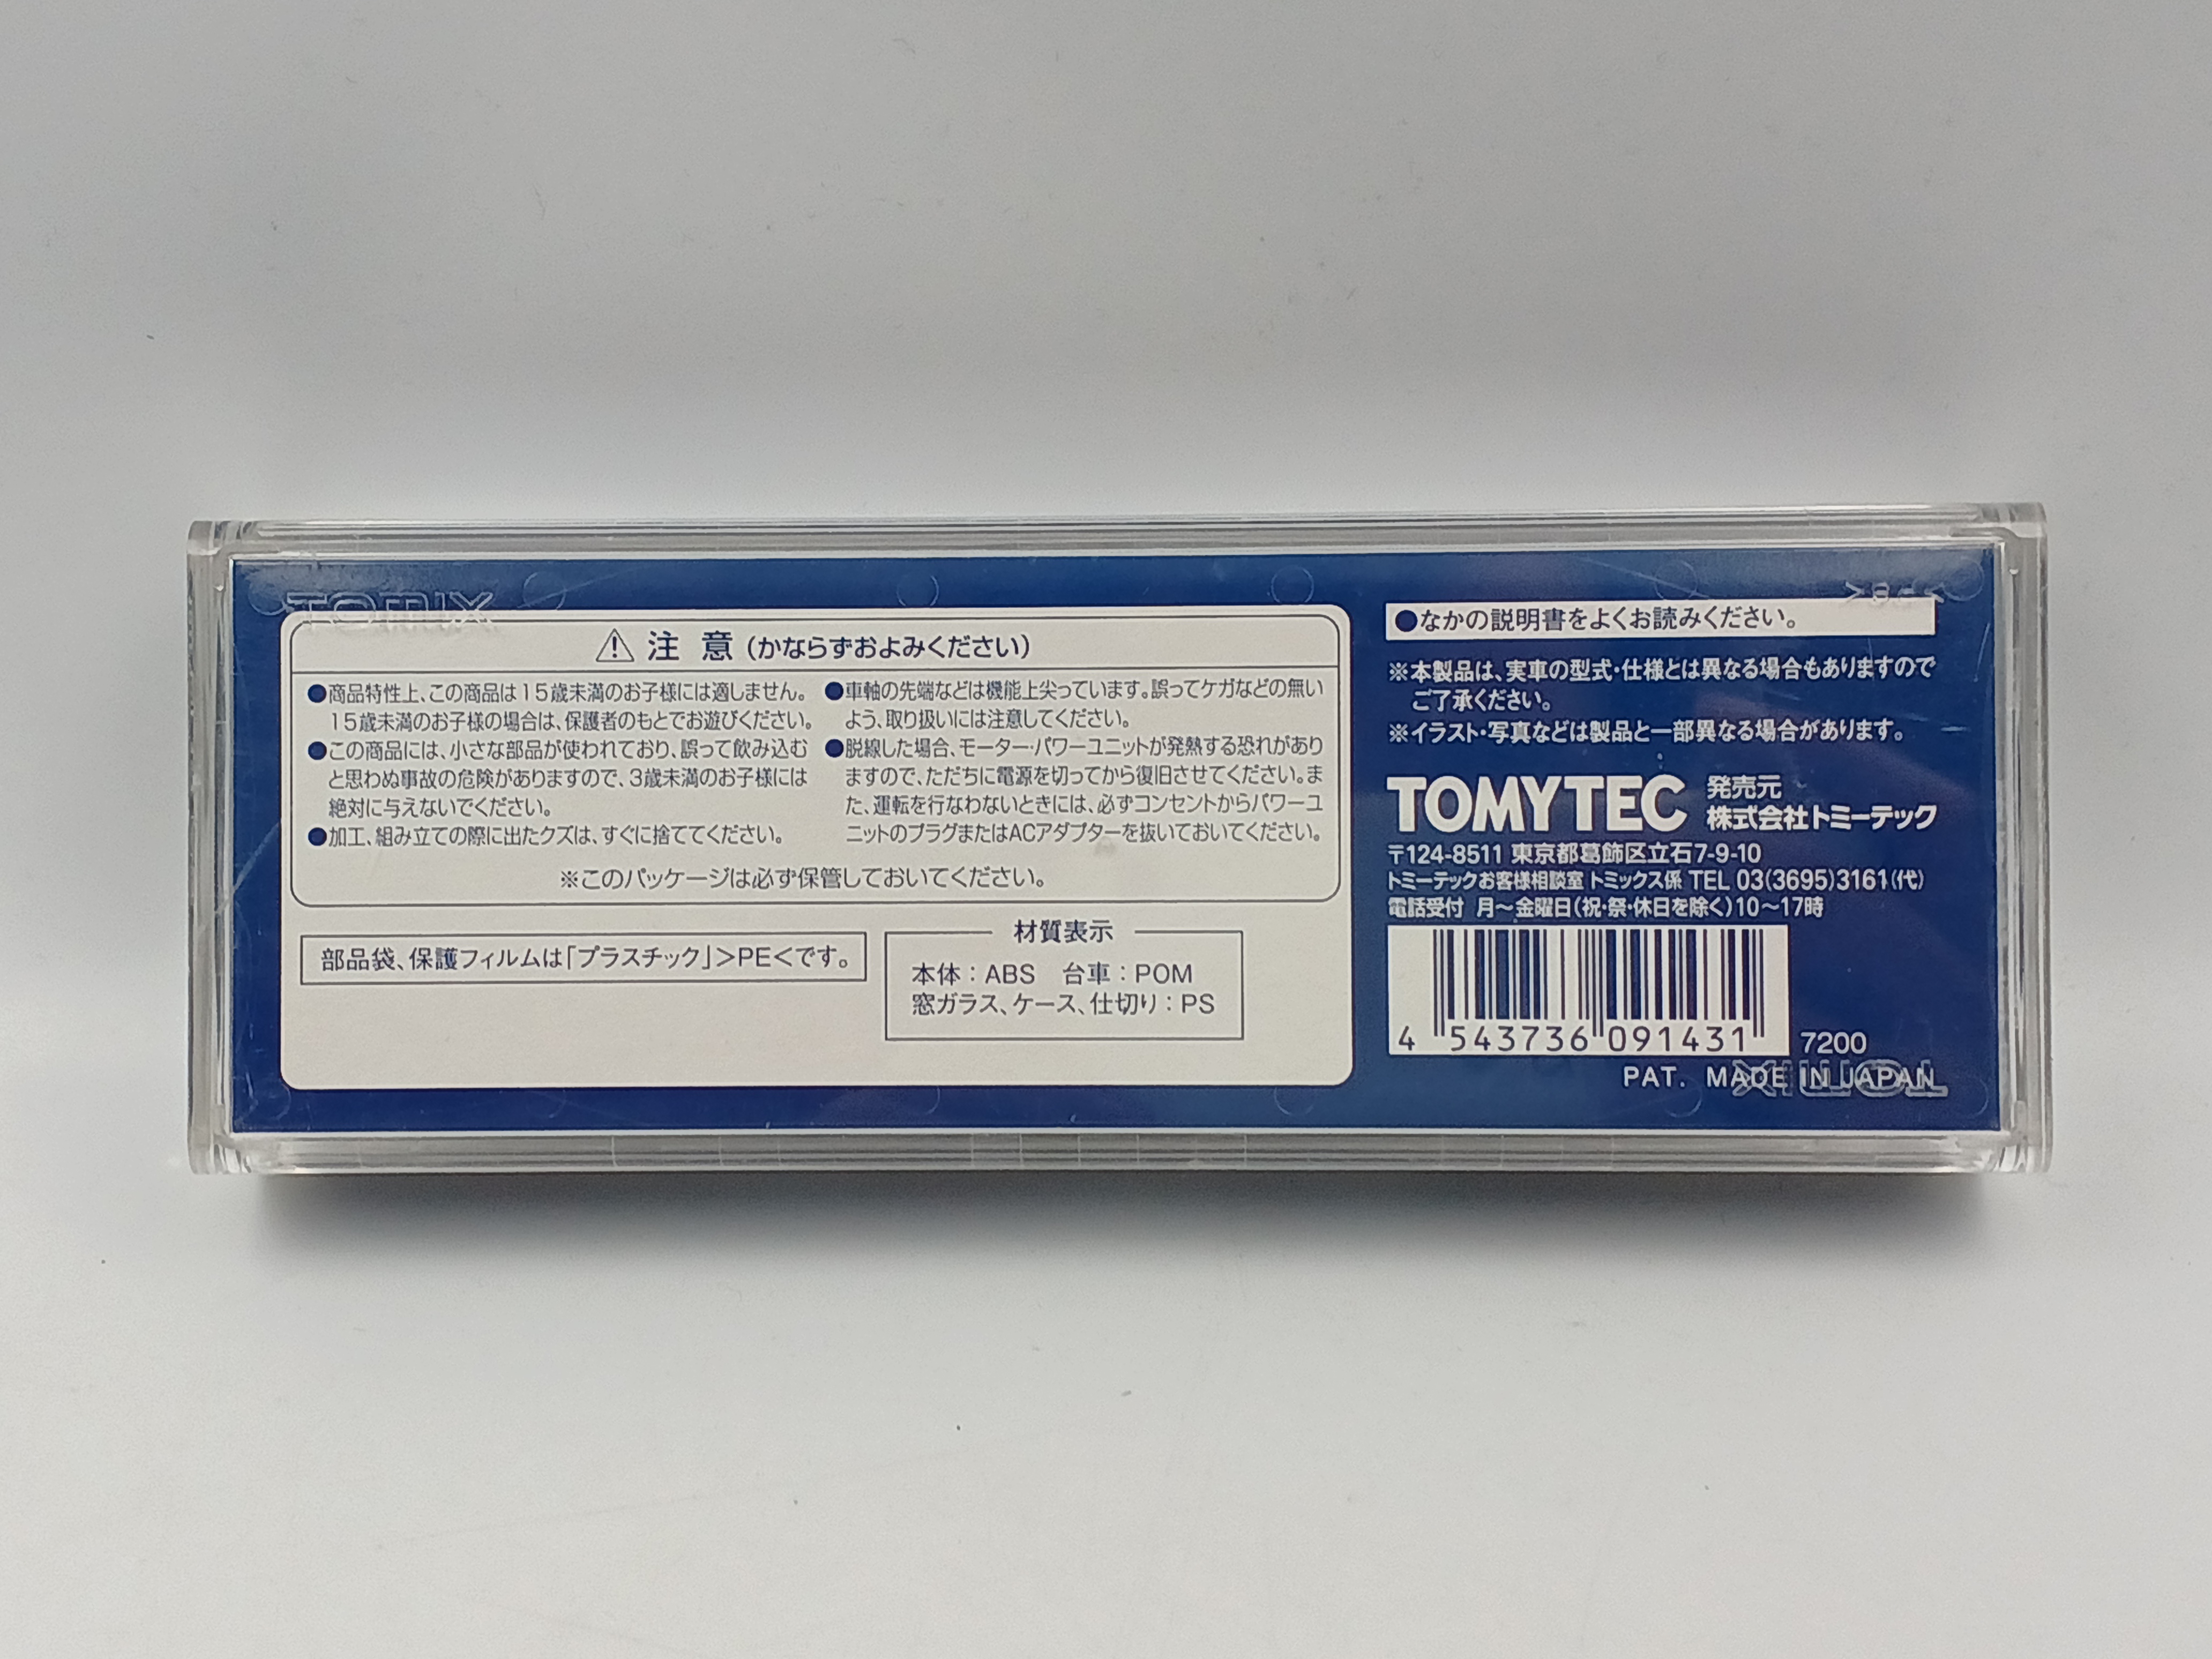 TOMIX
⚠ 注 意 (かならずおよみください)
●商品特性上、この商品は15歳未満のお子様には適しません。
15歳未満のお子様の場合は、保護者のもとでお遊びください。
●この商品には、小さな部品が使われており、誤って飲み込む
と思わぬ事故の危険がありますので、3歳未満のお子様には
絶対に与えないでください。
●加工、組み立ての際に出たクズは、すぐに捨ててください。
●車軸の先端などは機能上尖っています。誤ってケガなどの無い
よう、取り扱いには注意してください。
●脱線した場合、モーター・パワーユニットが発熱する恐れがあり
ますので、ただちに電源を切ってから復旧させてください。ま
た、運転を行なわないときには、必ずコンセントからパワーユ
ニットのプラグまたはACアダプターを抜いておいてください。
※このパッケージは必ず保管しておいてください。
部品袋、保護フィルムは「プラスチック」>PE<です。
材質表示
本体：ABS 台車：POM
窓ガラス、ケース、仕切り：PS
●なかの説明書をよくお読みください。
※本製品は、実車の型式・仕様とは異なる場合もありますので
ご了承ください。
※イラスト・写真などは製品と一部異なる場合があります。
TOMYTEC 発売元
株式会社トミーテック
〒124-8511 東京都葛飾区立石7-9-10
トミーテックお客様相談室 トミックス係 TEL 03(3695)3161(代)
電話受付 月〜金曜日(祝・祭・休日を除く)10〜17時
4 543736 091431
7200
PAT. MADE IN JAPAN
TOMIX